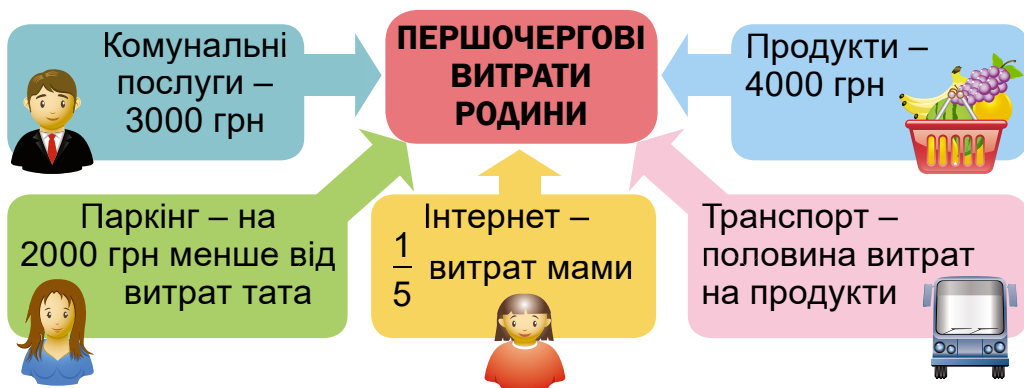 Комунальні
послуги –
3000 грн
ПЕРШОЧЕРГОВІ
ВИТРАТИ
РОДИНИ
Продукти –
4000 грн
Паркінг – на
2000 грн менше від
витрат тата
Інтернет –
1/5 витрат мами
Транспорт –
половина витрат
на продукти